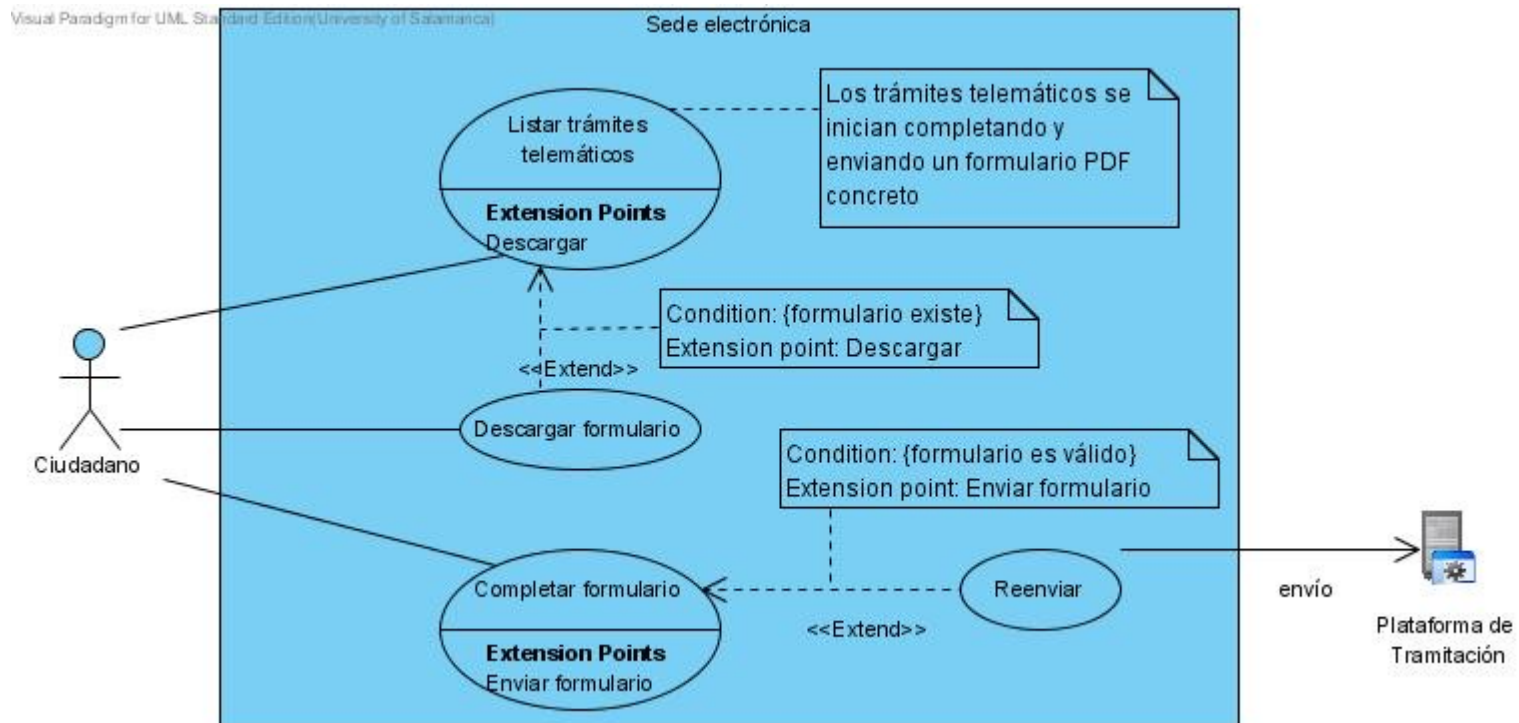 Visual Paradigm for UML Standard Edition(University of Salamanca)
Sede electrónica
Listar trámites
telemáticos
Extension Points
Descargar
Los trámites telemáticos se
inician completando y
enviando un formulario PDF
concreto
Condition: {formulario existe}
Extension point: Descargar
<<Extend>>
Descargar formulario
Ciudadano
Condition: {formulario es válido}
Extension point: Enviar formulario
Completar formulario
Extension Points
Enviar formulario
<<Extend>>
Reenviar
envío
Plataforma de
Tramitación